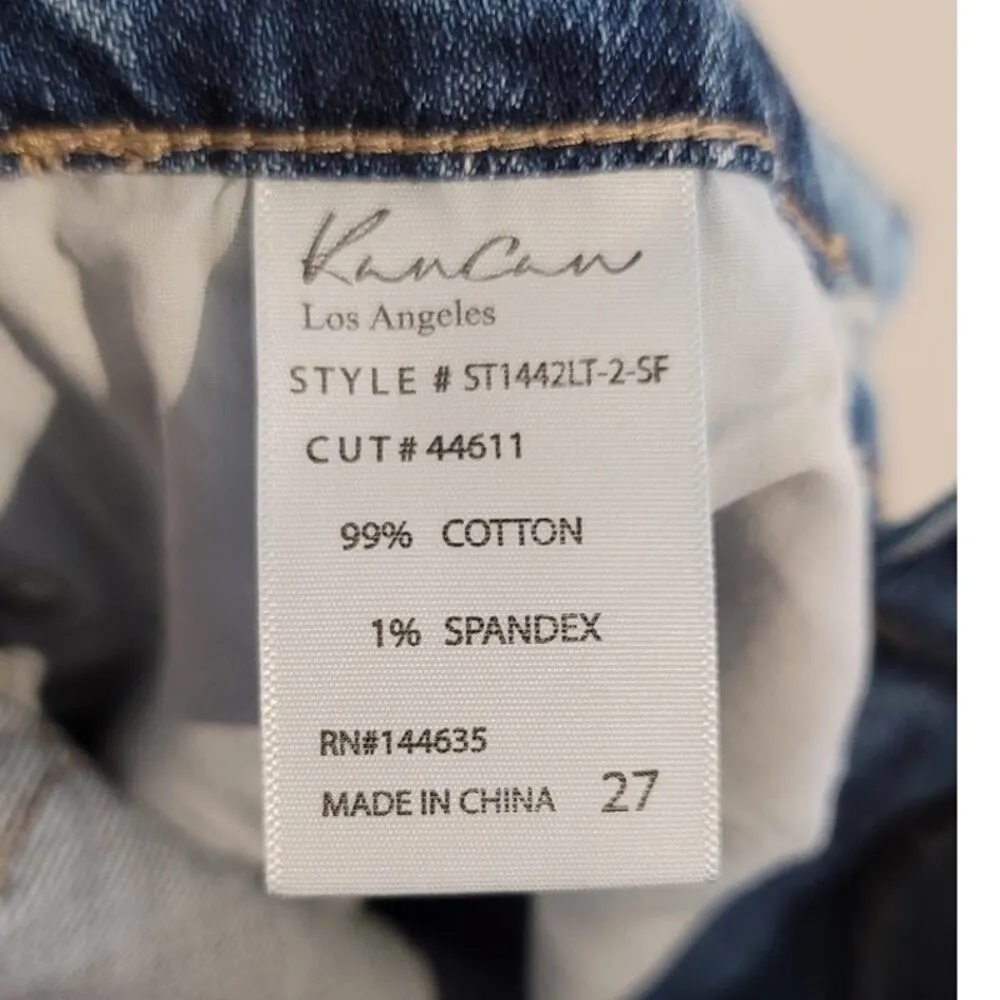 KanCan
Los Angeles
STYLE # ST1442LT-2-SF
CUT# 44611
99% COTTON
1% SPANDEX
RN#144635
MADE IN CHINA 27